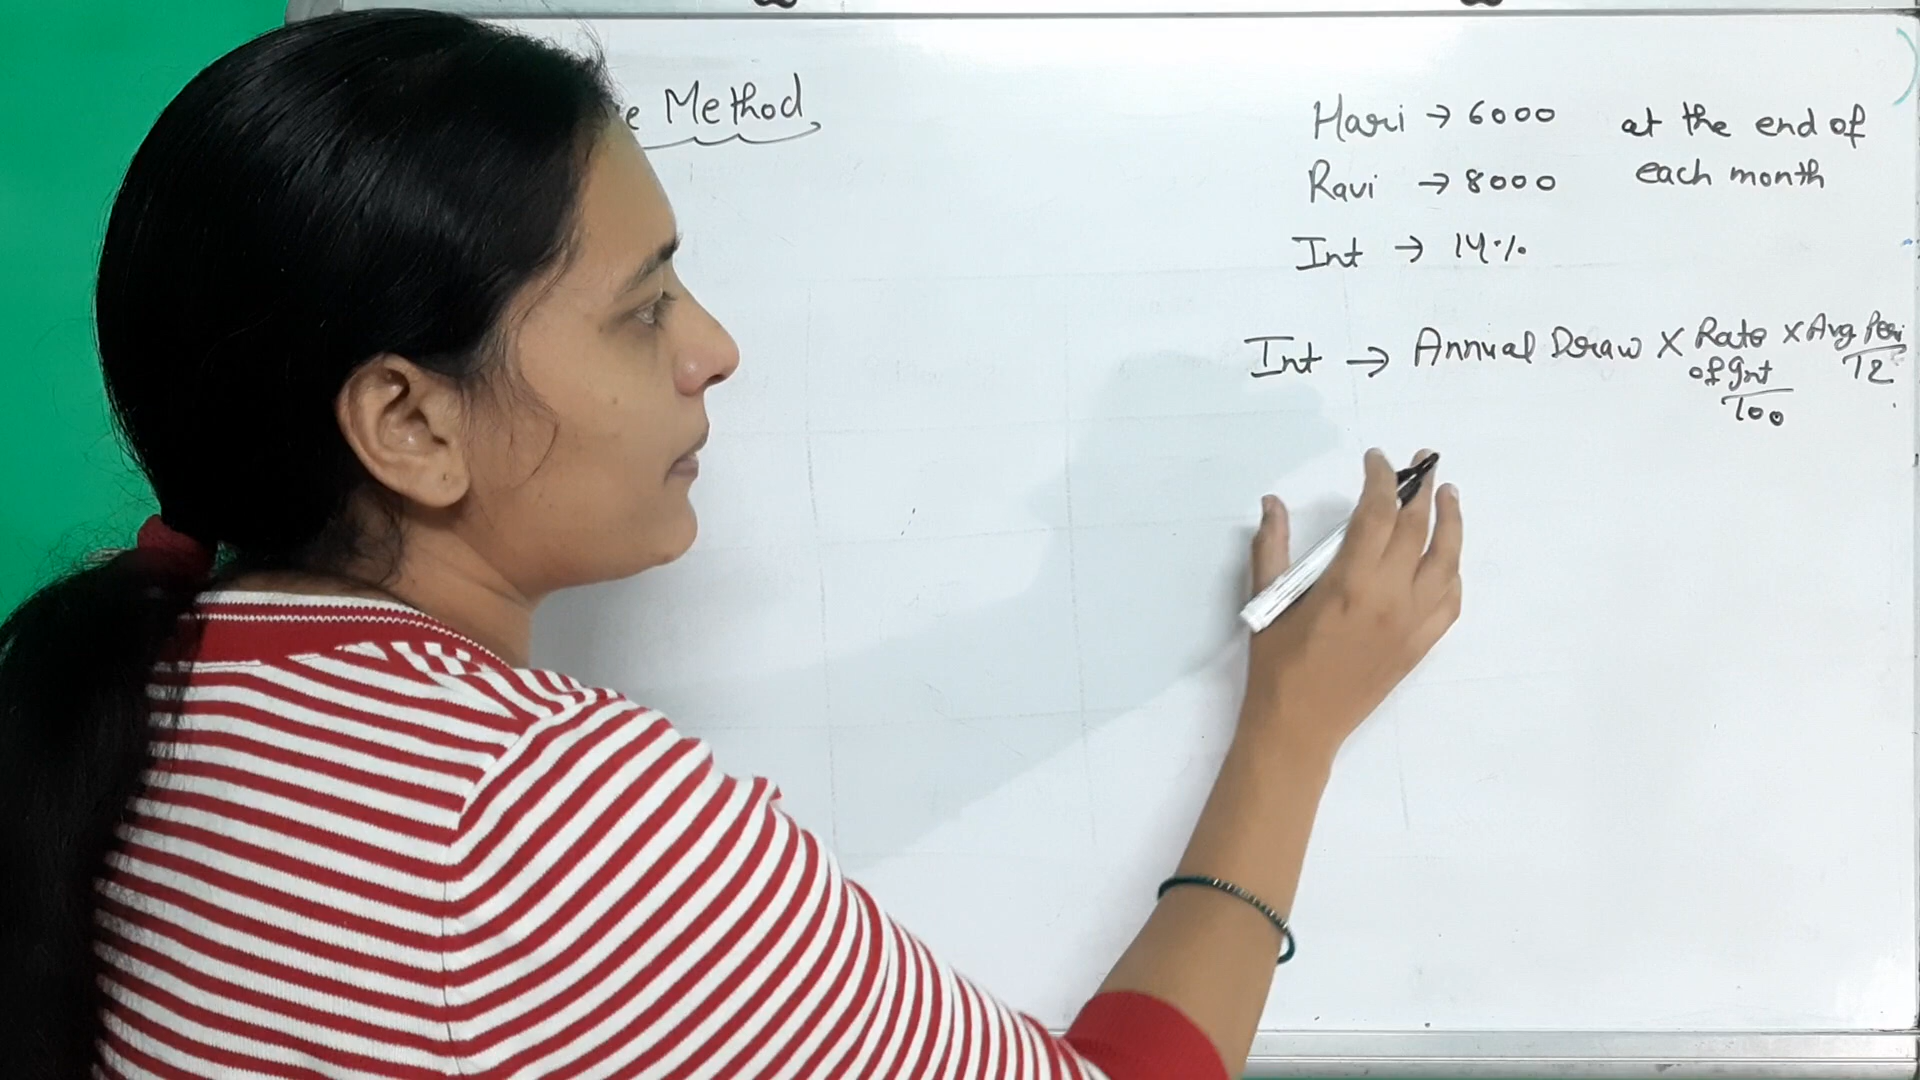 e Method
Hari → 6000 at the end of
Ravi → 8000 each month
Int → 14%
Int → Annual Draw × Rate × Avg Peri
of Int 12
100